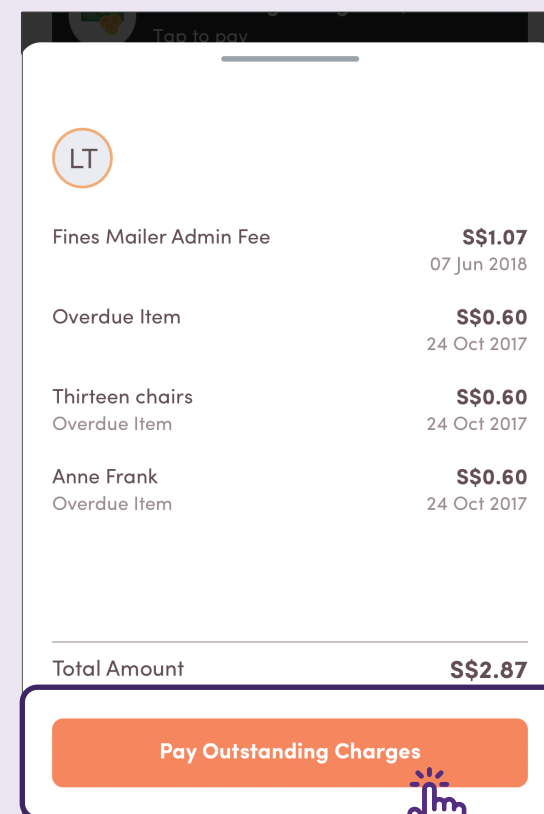 Tap to pay
LT
Fines Mailer Admin Fee S$1.07
07 Jun 2018
Overdue Item S$0.60
24 Oct 2017
Thirteen chairs S$0.60
Overdue Item 24 Oct 2017
Anne Frank S$0.60
Overdue Item 24 Oct 2017
Total Amount S$2.87
Pay Outstanding Charges